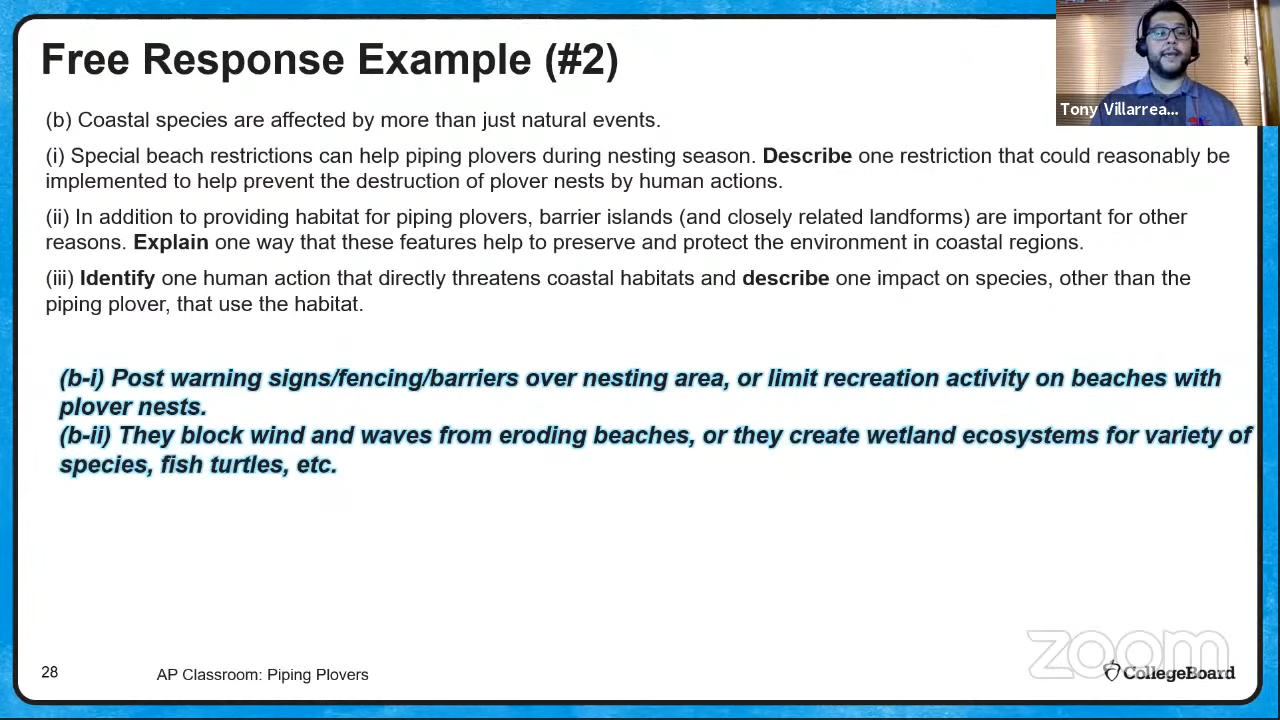 Free Response Example (#2)
Tony Villarrea...
(b) Coastal species are affected by more than just natural events.
(i) Special beach restrictions can help piping plovers during nesting season. Describe one restriction that could reasonably be
implemented to help prevent the destruction of plover nests by human actions.
(ii) In addition to providing habitat for piping plovers, barrier islands (and closely related landforms) are important for other
reasons. Explain one way that these features help to preserve and protect the environment in coastal regions.
(iii) Identify one human action that directly threatens coastal habitats and describe one impact on species, other than the
piping plover, that use the habitat.
(b-i) Post warning signs/fencing/barriers over nesting area, or limit recreation activity on beaches with
plover nests.
(b-ii) They block wind and waves from eroding beaches, or they create wetland ecosystems for variety of
species, fish turtles, etc.
zoom
28
AP Classroom: Piping Plovers
CollegeBoard